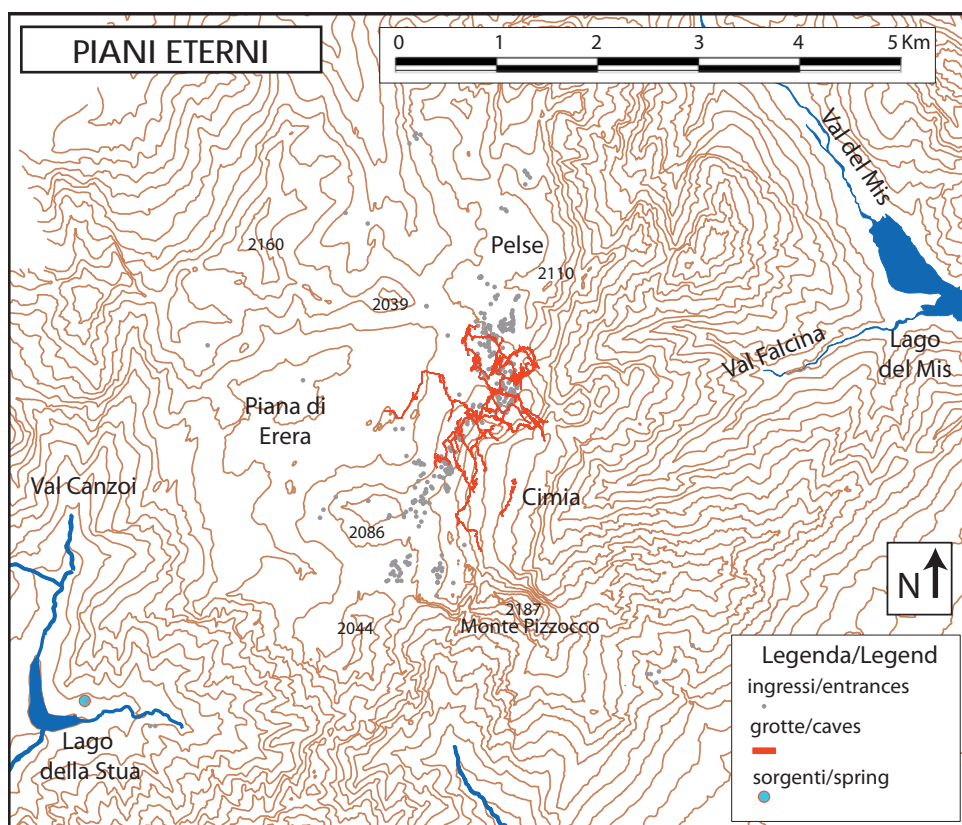 PIANI ETERNI
0 1 2 3 4 5 Km
Val del Mis
Pelse
2160
2110
2039
Val Falcina
Lago
del Mis
Piana di
Erera
Val Canzoi
Cimia
2086
N
2187
2044
Monte Pizzocco
Legenda/Legend
ingressi/entrances
grotte/caves
sorgenti/spring
Lago
della Stua